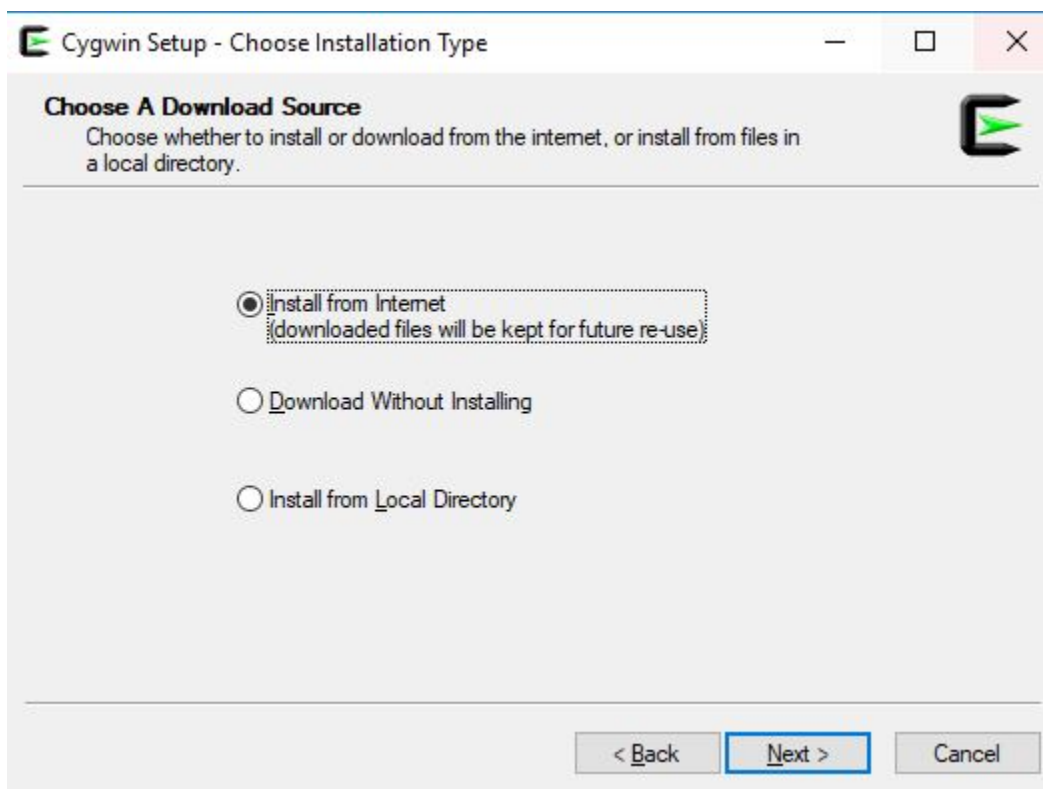 Cygwin Setup - Choose Installation Type
Choose A Download Source
Choose whether to install or download from the internet, or install from files in
a local directory.
Install from Internet
(downloaded files will be kept for future re-use)
Download Without Installing
Install from Local Directory
< Back
Next >
Cancel